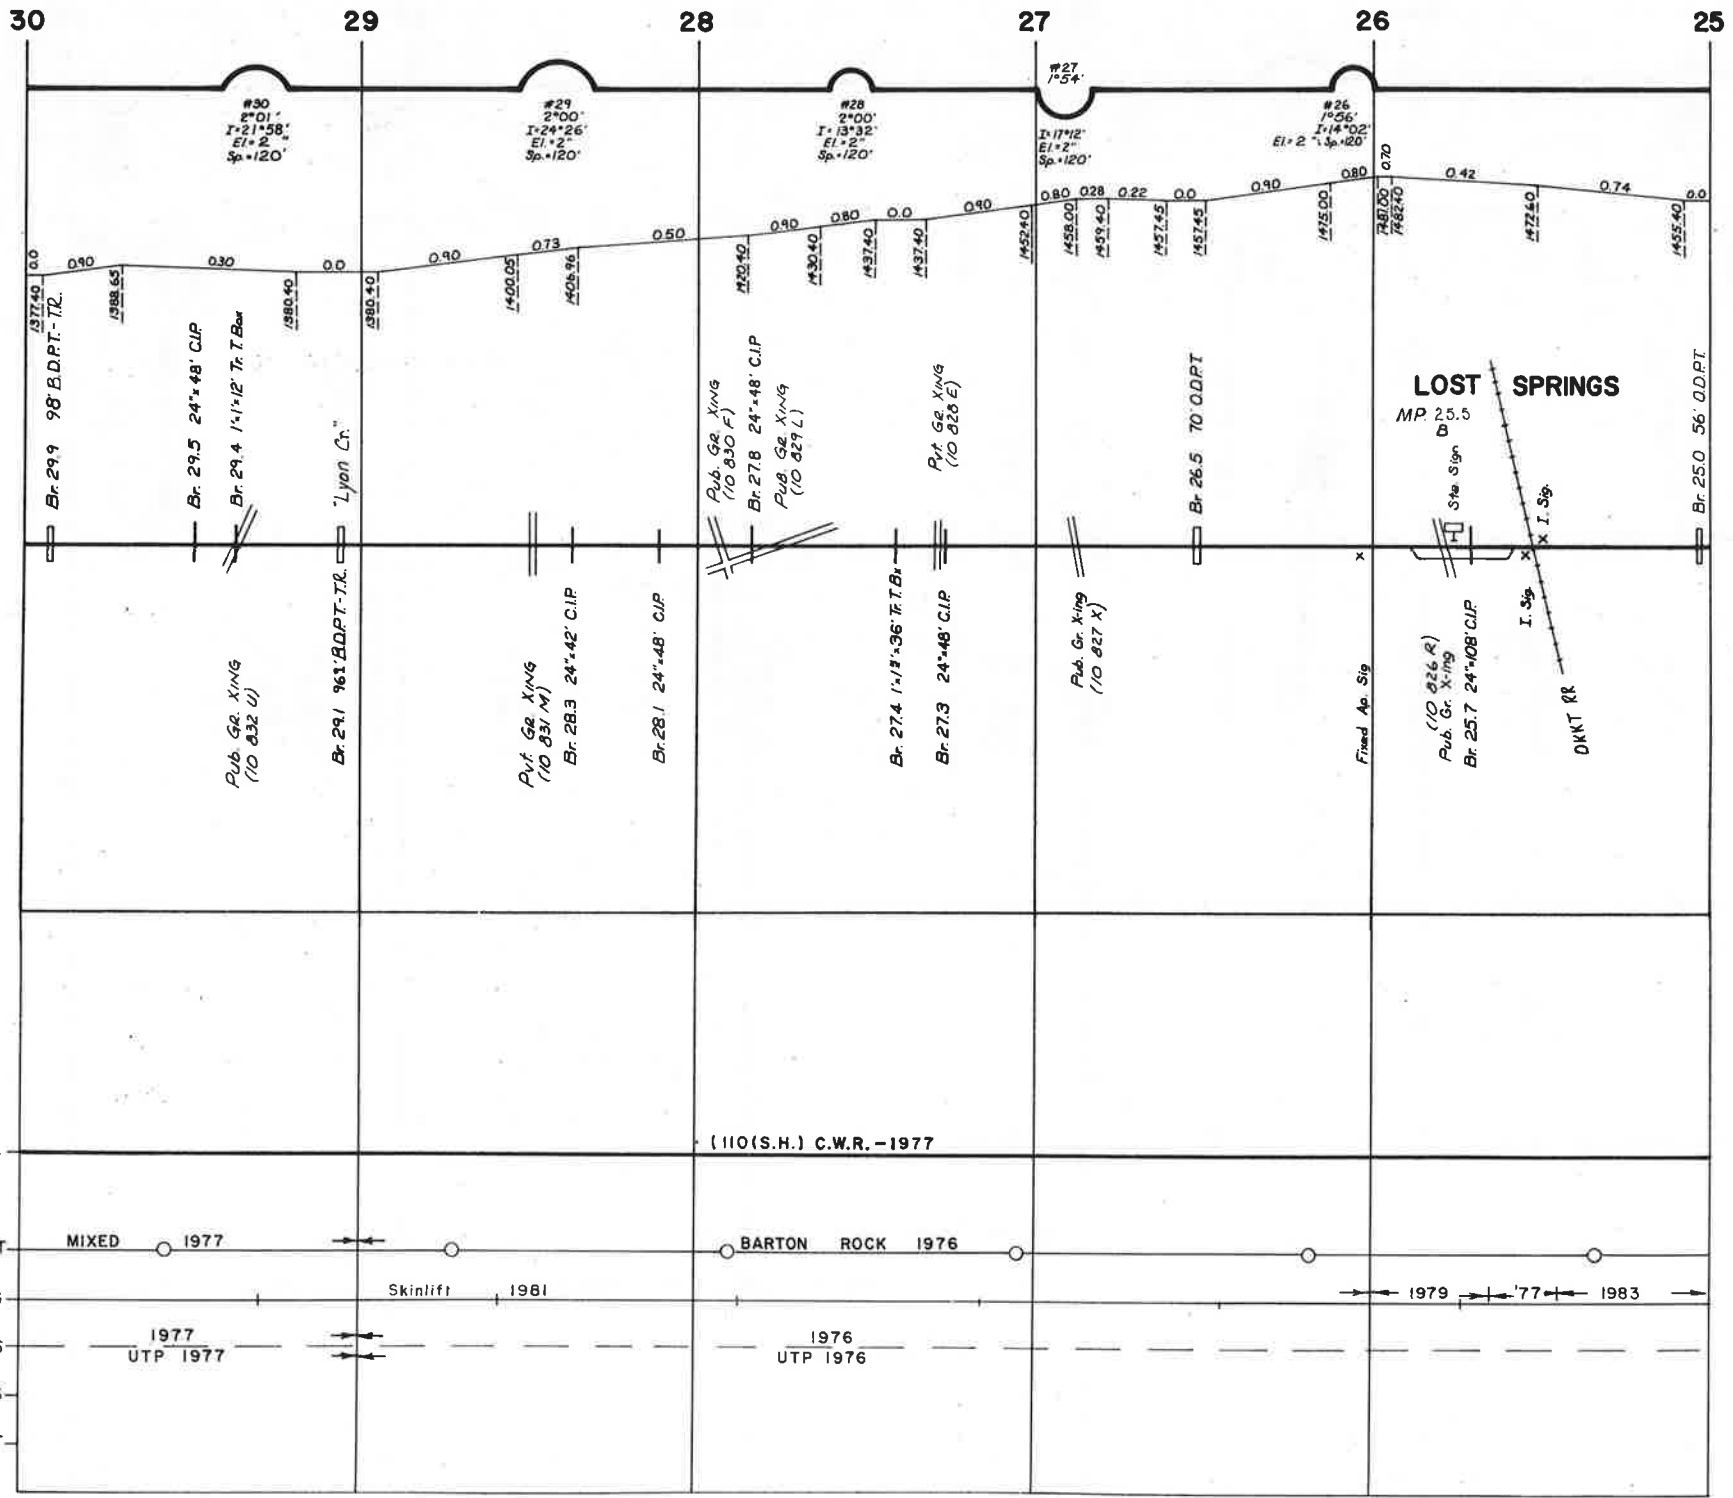 30 29 28 27 26 25
#30
2°01'
I=21°58'
El.=2"
Sp.=120'
#29
2°00'
I=24°26'
El.=2"
Sp.=120'
#28
2°00'
I=13°32'
El.=2"
Sp.=120'
#27
1°54'
I=17°12'
El.=2"
Sp.=120'
#26
1°56'
I=14°02'
El.=2" Sp.=120'
0.0 0.90 0.30 0.0 0.90 0.73 0.50 0.90 0.80 0.0 0.90 0.80 0.28 0.22 0.0 0.90 0.80 0.70 0.42 0.74 0.0
1377.40
1388.65
1380.40
1380.40
1400.05
1406.96
1420.40
1430.40
1437.40
1437.40
1452.40
1458.00
1459.40
1457.45
1457.45
1475.00
1481.00
1482.40
1472.60
1455.40
Br. 29.9 98' B.D.P.T.-T.R.
Br. 29.5 24"x48' C.I.P.
Br. 29.4 1'x1'x12' Tr. T. Box
"Lyon Cr."
Pub. GR. XING
(10 830 F)
Br. 27.8 24"x48' C.I.P.
PUB. GR. XING
(10 829 L)
Pvt. GR. XING
(10 828 E)
Br. 26.5 70' O.D.P.T.
LOST SPRINGS
MP. 25.5
B
Sta. Sign
I. Sig.
Br. 25.0 56' O.D.P.T.
Pub. GR. XING
(10 832 U)
Br. 29.1 B.D.P.T.-T.R.
Pvt. GR. XING
(10 831 M)
Br. 28.3 24"x42' C.I.P.
Br. 28.1 24"x48' C.I.P.
Br. 27.4 Tr. T. Bx
Br. 27.3 24"x48' C.I.P.
Pub. Gr. X-ing
(10 827 X)
Fixed Ap. Sig
(10 826 R)
Pub. Gr. X-ing
Br. 25.7 24"x108' C.I.P.
I. Sig.
OKKT RR
(110 (S.H.) C.W.R. - 1977
MIXED 1977
BARTON ROCK 1976
Skinlift 1981
1979 '77 1983
1977
UTP 1977
1976
UTP 1976